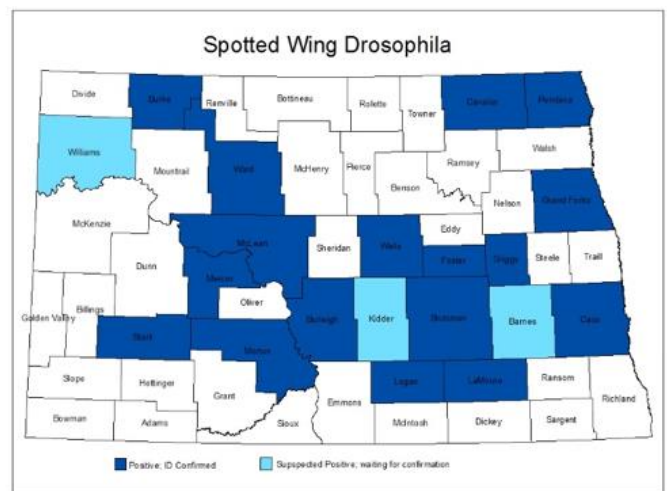 Spotted Wing Drosophila
Divide
Burke
Renville
Bottineau
Rolette
Towner
Cavalier
Pembina
Williams
Mountrail
Ward
McHenry
Pierce
Benson
Ramsey
Walsh
Nelson
Grand Forks
McKenzie
Dunn
McLean
Mercer
Oliver
Sheridan
Wells
Eddy
Foster
Griggs
Steele
Traill
Golden Valley
Billings
Stark
Morton
Burleigh
Kidder
Stutsman
Barnes
Cass
Slope
Hettinger
Grant
Bowman
Adams
Sioux
Emmons
Logan
LaMoure
Ransom
Richland
McIntosh
Dickey
Sargent
Positive; ID Confirmed
Supspected Positive; waiting for confirmation